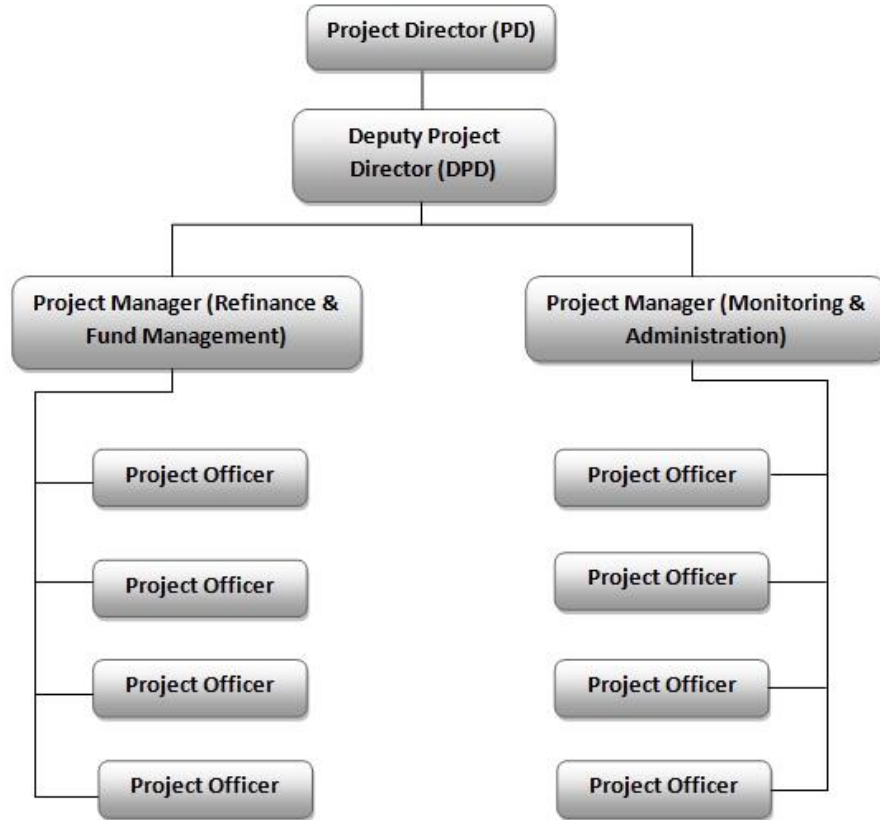 Project Director (PD)
Deputy Project
Director (DPD)
Project Manager (Refinance &
Fund Management)
Project Manager (Monitoring &
Administration)
Project Officer
Project Officer
Project Officer
Project Officer
Project Officer
Project Officer
Project Officer
Project Officer